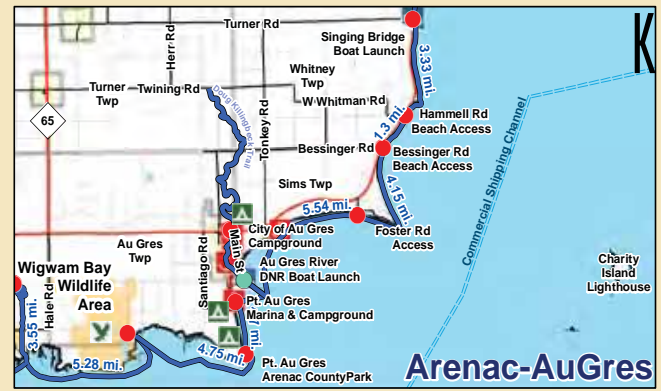 Turner Rd
Singing Bridge
Boat Launch
K
Herr Rd
3.33 mi.
Whitney
Twp
Turner
Twp
Twining Rd
W Whitman Rd
65
Doug Killingbeck Trail
Tonkey Rd
1.3 mi.
Hammell Rd
Beach Access
Bessinger Rd
Bessinger Rd
Beach Access
Commercial Shipping Channel
Sims Twp
4.15 mi.
5.54 mi.
City of Au Gres
Campground
Foster Rd
Access
Main St
Au Gres
Twp
Santiago Rd
Au Gres River
DNR Boat Launch
Charity
Island
Lighthouse
Wigwam Bay
Wildlife
Area
Hale Rd
Pt. Au Gres
Marina & Campground
3.55 mi.
5.28 mi.
4.75 mi.
Pt. Au Gres
Arenac CountyPark
Arenac-AuGres